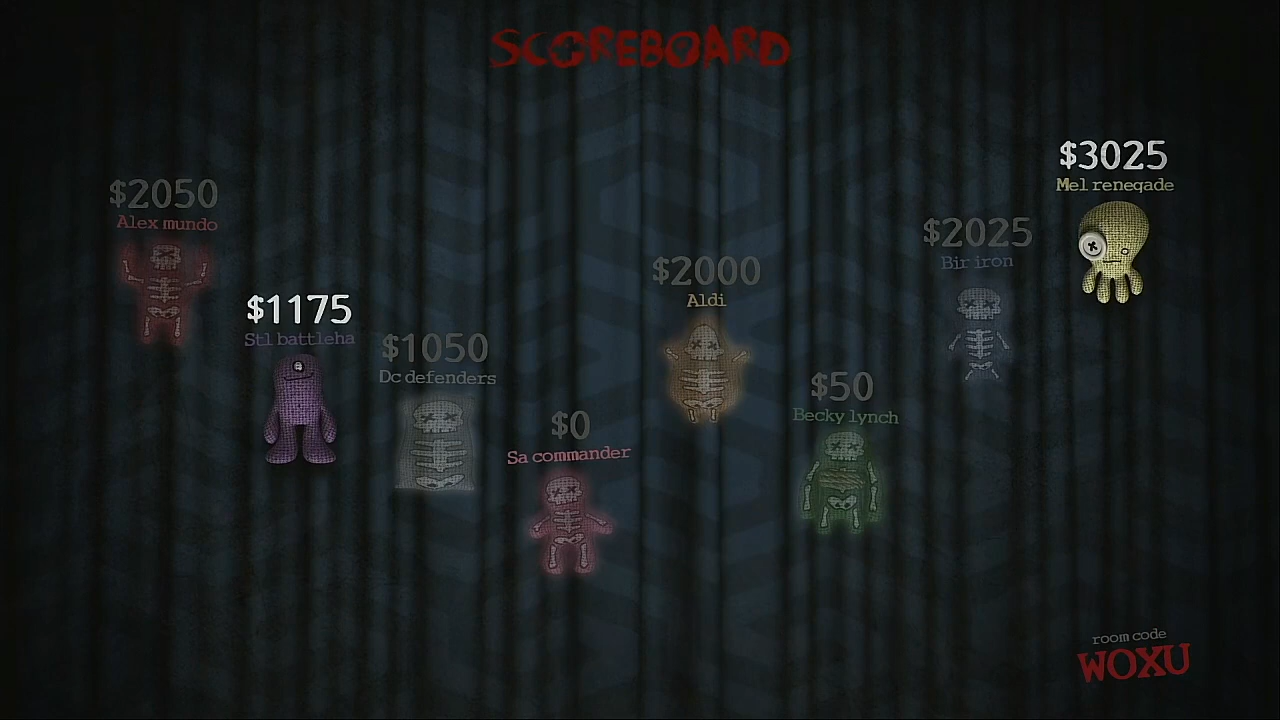 SCOREBOARD
$2050
Alex mundo
$1175
Stl battleha
$1050
Dc defenders
$0
Sa commander
$2000
Aldi
$50
Becky lynch
$2025
Bir iron
$3025
Mel renegade
room code
WOXU